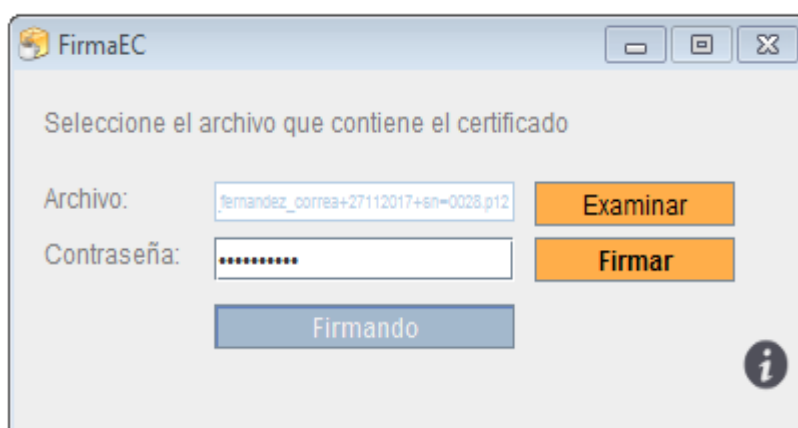 FirmaEC
Seleccione el archivo que contiene el certificado
Archivo: fernandez_correa+27112017+sn=0028.p12 Examinar
Contraseña: •••••••••• Firmar
Firmando
i